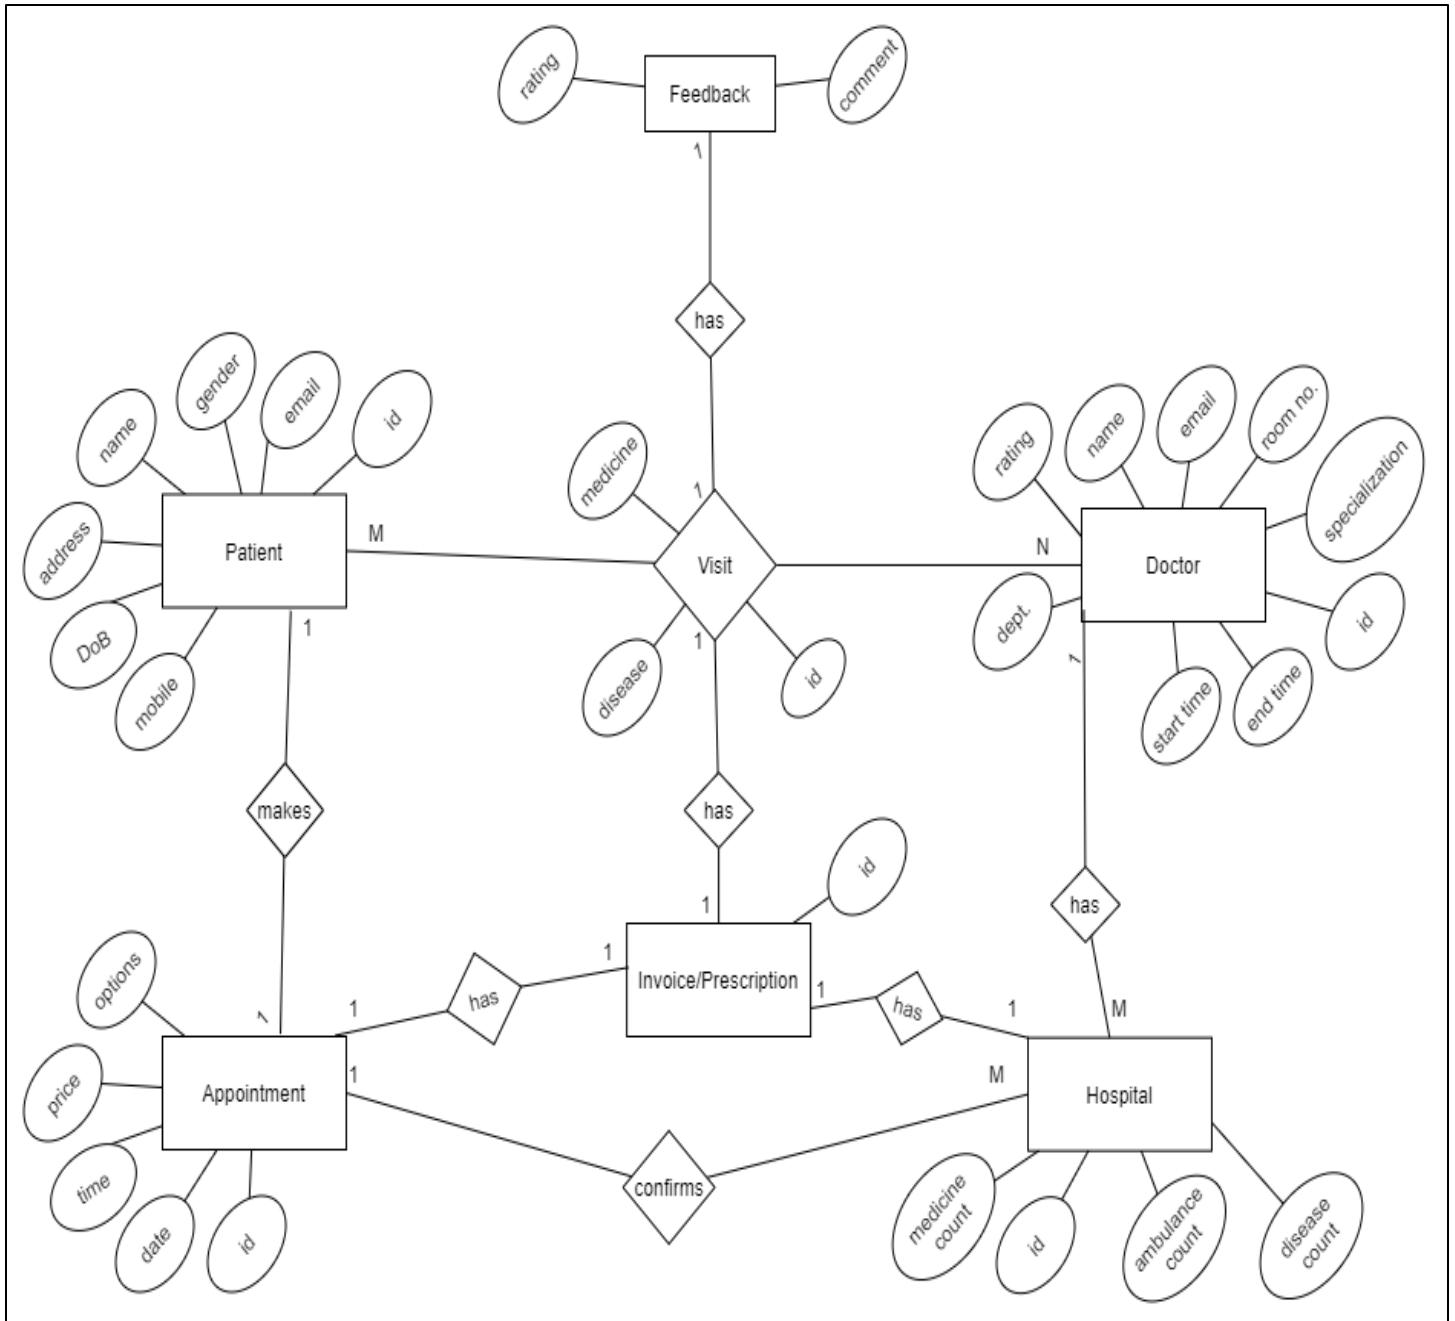 rating
Feedback
comment
1
has
gender
email
id
name
medicine
1
rating
name
email
room no.
specialization
address
Patient
M
Visit
N
Doctor
DoB
mobile
1
disease
1
id
dept.
1
start time
end time
id
makes
has
id
has
options
1
1
1
has
Invoice/Prescription
1
has
1
M
1
price
Appointment
1
M
Hospital
time
date
id
confirms
medicine
count
id
ambulance
count
disease
count